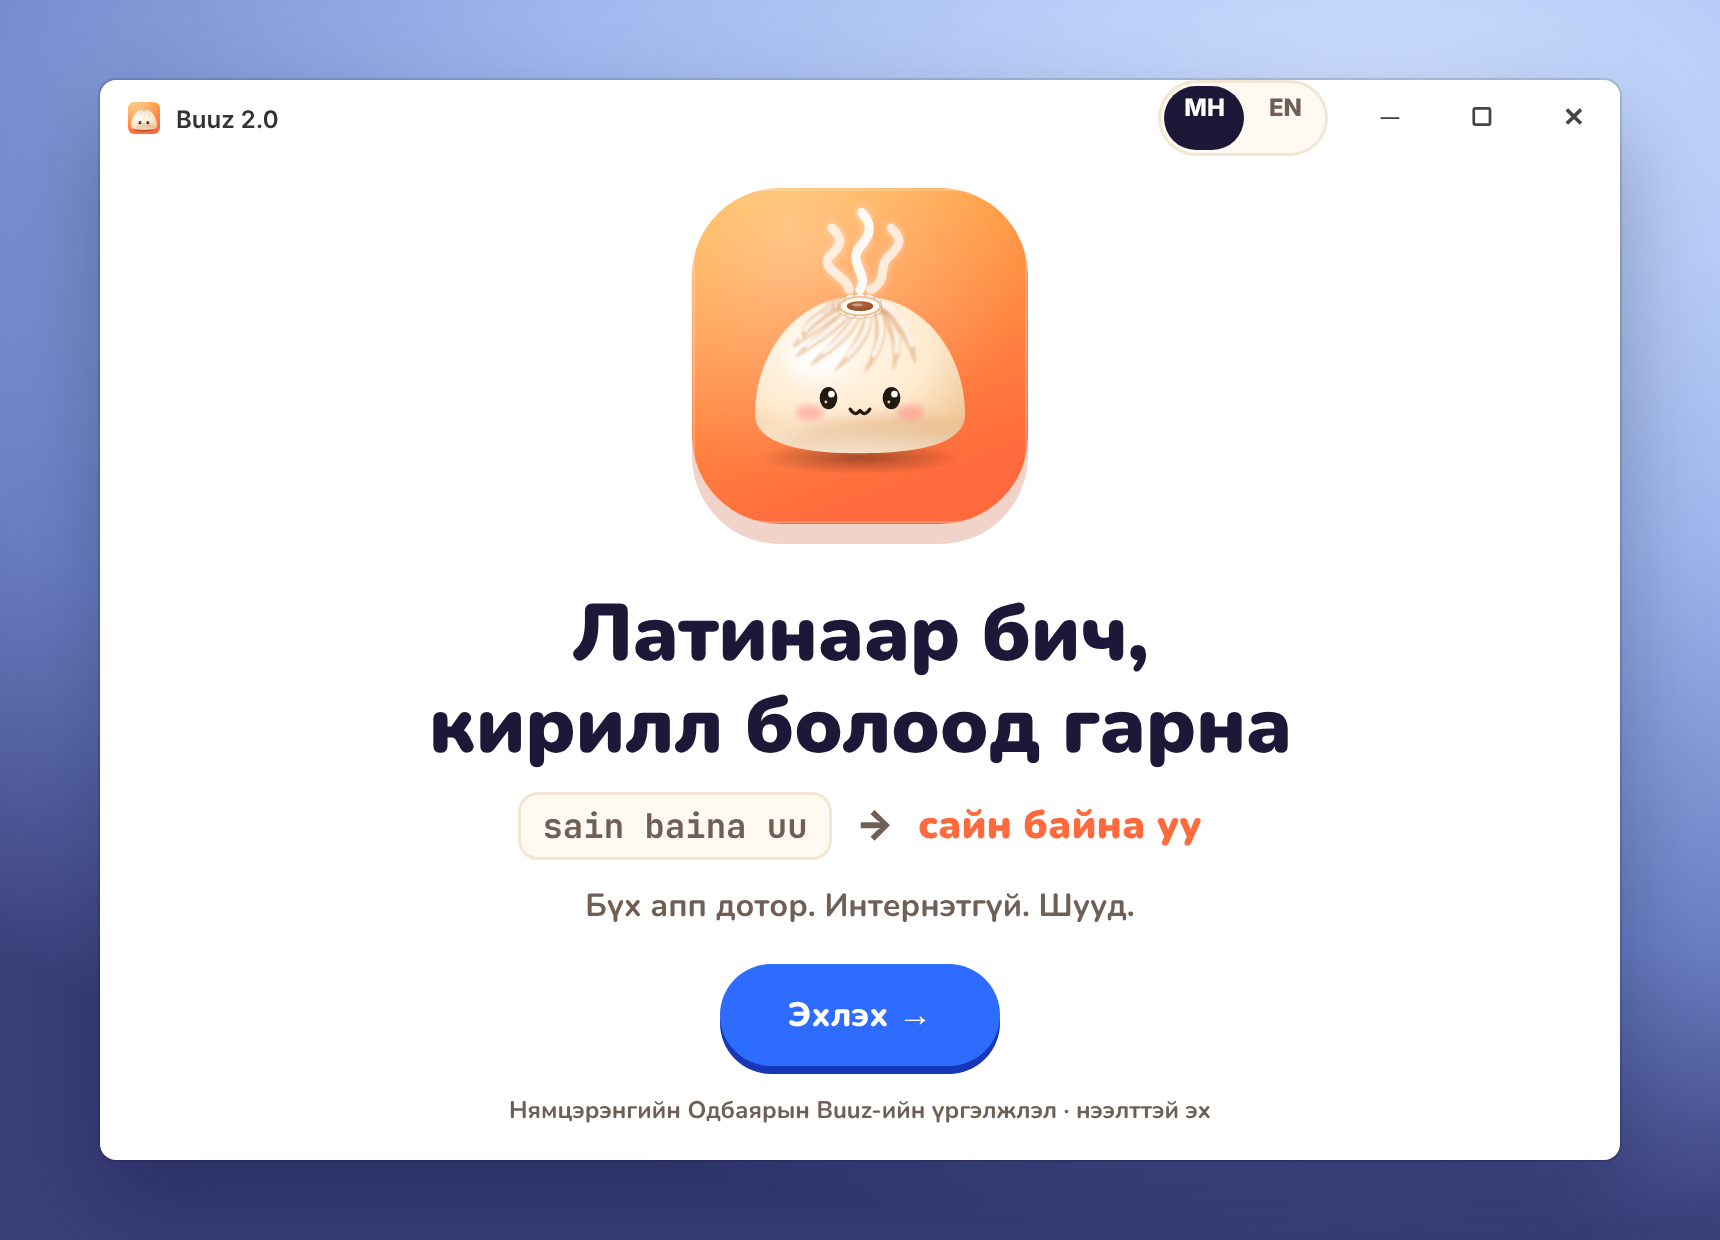 Buuz 2.0
МН EN
Латинаар бич,
кирилл болоод гарна
sain baina uu → сайн байна уу
Бүх апп дотор. Интернэтгүй. Шууд.
Эхлэх →
Нямцэрэнгийн Одбаярын Buuz-ийн үргэлжлэл · нээлттэй эх